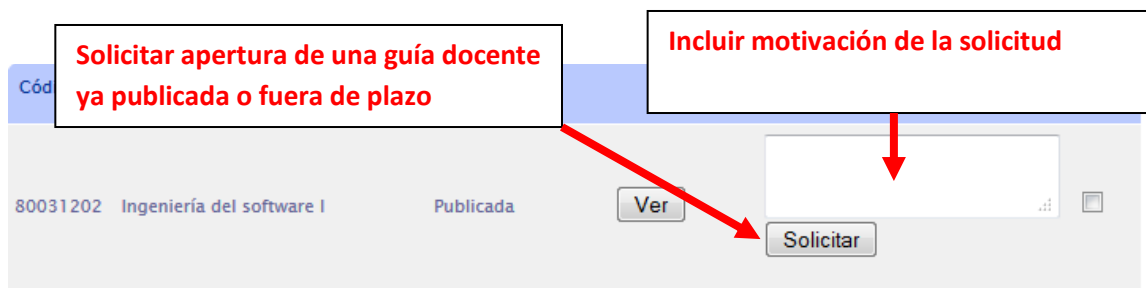 Solicitar apertura de una guía docente
ya publicada o fuera de plazo
Incluir motivación de la solicitud
Cód
80031202 Ingeniería del software I Publicada Ver
Solicitar